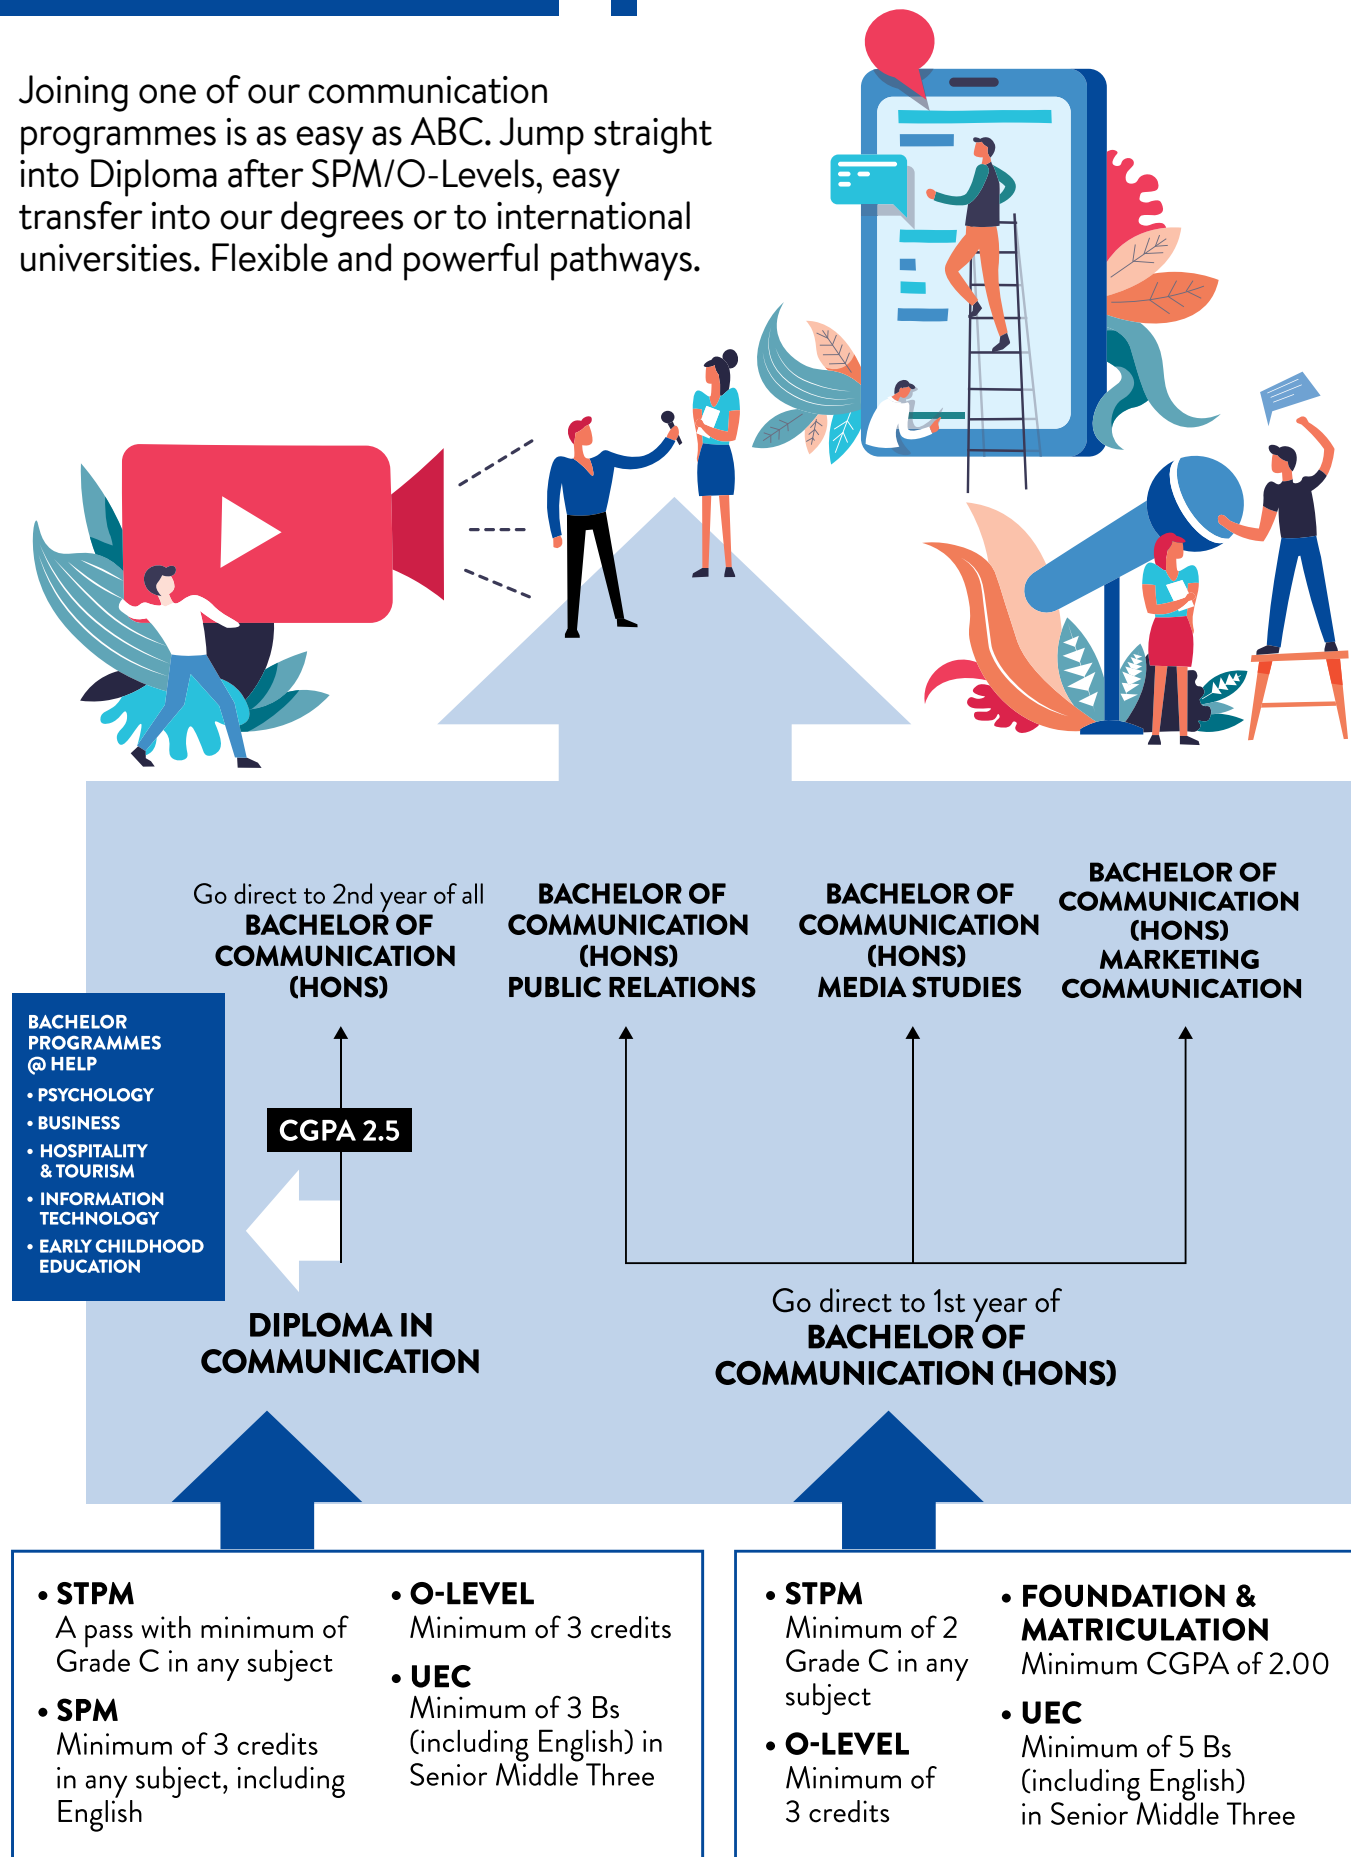 Joining one of our communication
programmes is as easy as ABC. Jump straight
into Diploma after SPM/O-Levels, easy
transfer into our degrees or to international
universities. Flexible and powerful pathways.
Go direct to 2nd year of all
BACHELOR OF
COMMUNICATION
(HONS)
BACHELOR OF
COMMUNICATION
(HONS)
PUBLIC RELATIONS
BACHELOR OF
COMMUNICATION
(HONS)
MEDIA STUDIES
BACHELOR OF
COMMUNICATION
(HONS)
MARKETING
COMMUNICATION
BACHELOR
PROGRAMMES
@ HELP
• PSYCHOLOGY
• BUSINESS
• HOSPITALITY
& TOURISM
• INFORMATION
TECHNOLOGY
• EARLY CHILDHOOD
EDUCATION
CGPA 2.5
DIPLOMA IN
COMMUNICATION
Go direct to 1st year of
BACHELOR OF
COMMUNICATION (HONS)
• STPM
A pass with minimum of
Grade C in any subject
• SPM
Minimum of 3 credits
in any subject, including
English
• O-LEVEL
Minimum of 3 credits
• UEC
Minimum of 3 Bs
(including English) in
Senior Middle Three
• STPM
Minimum of 2
Grade C in any
subject
• O-LEVEL
Minimum of
3 credits
• FOUNDATION &
MATRICULATION
Minimum CGPA of 2.00
• UEC
Minimum of 5 Bs
(including English)
in Senior Middle Three